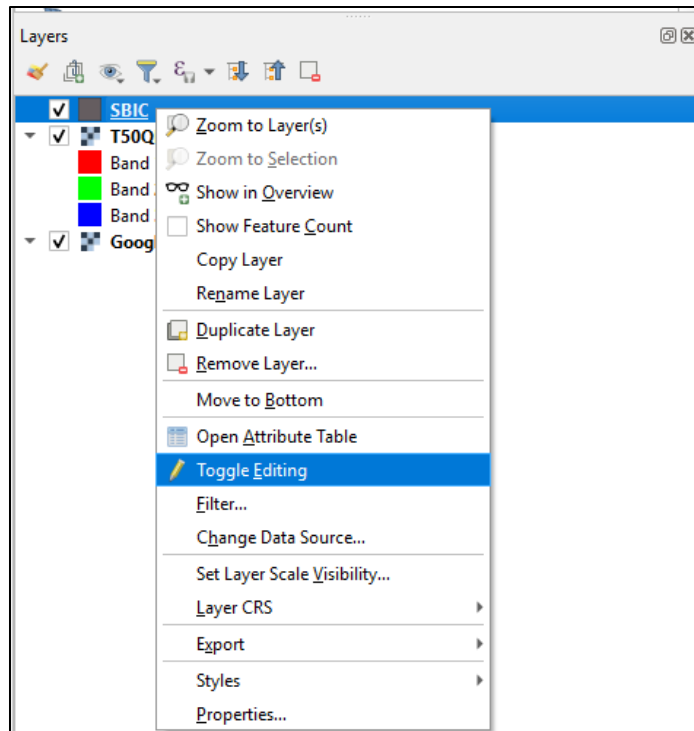 Layers
SBIC
T50Q
Band
Band
Band
Googl
Zoom to Layer(s)
Zoom to Selection
Show in Overview
Show Feature Count
Copy Layer
Rename Layer
Duplicate Layer
Remove Layer...
Move to Bottom
Open Attribute Table
Toggle Editing
Filter...
Change Data Source...
Set Layer Scale Visibility...
Layer CRS
Export
Styles
Properties...